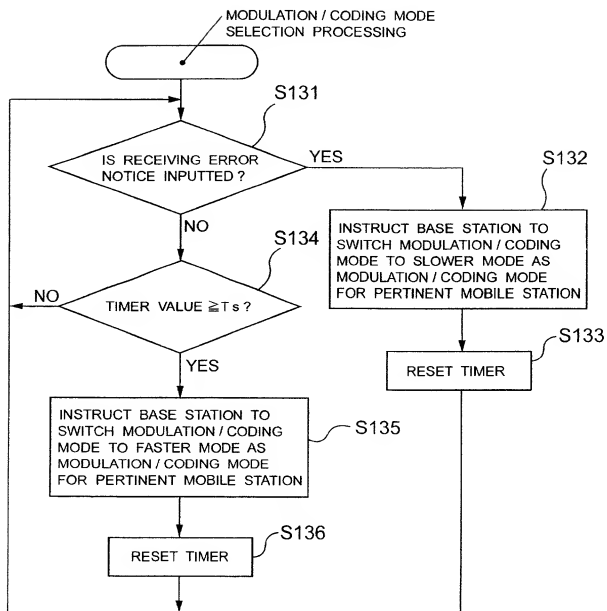 MODULATION / CODING MODE
SELECTION PROCESSING
S131
IS RECEIVING ERROR
NOTICE INPUTTED ?
YES
NO
S132
INSTRUCT BASE STATION TO
SWITCH MODULATION / CODING
MODE TO SLOWER MODE AS
MODULATION / CODING MODE
FOR PERTINENT MOBILE STATION
S133
RESET TIMER
S134
TIMER VALUE ≧ Ts ?
NO
YES
S135
INSTRUCT BASE STATION TO
SWITCH MODULATION / CODING
MODE TO FASTER MODE AS
MODULATION / CODING MODE
FOR PERTINENT MOBILE STATION
S136
RESET TIMER